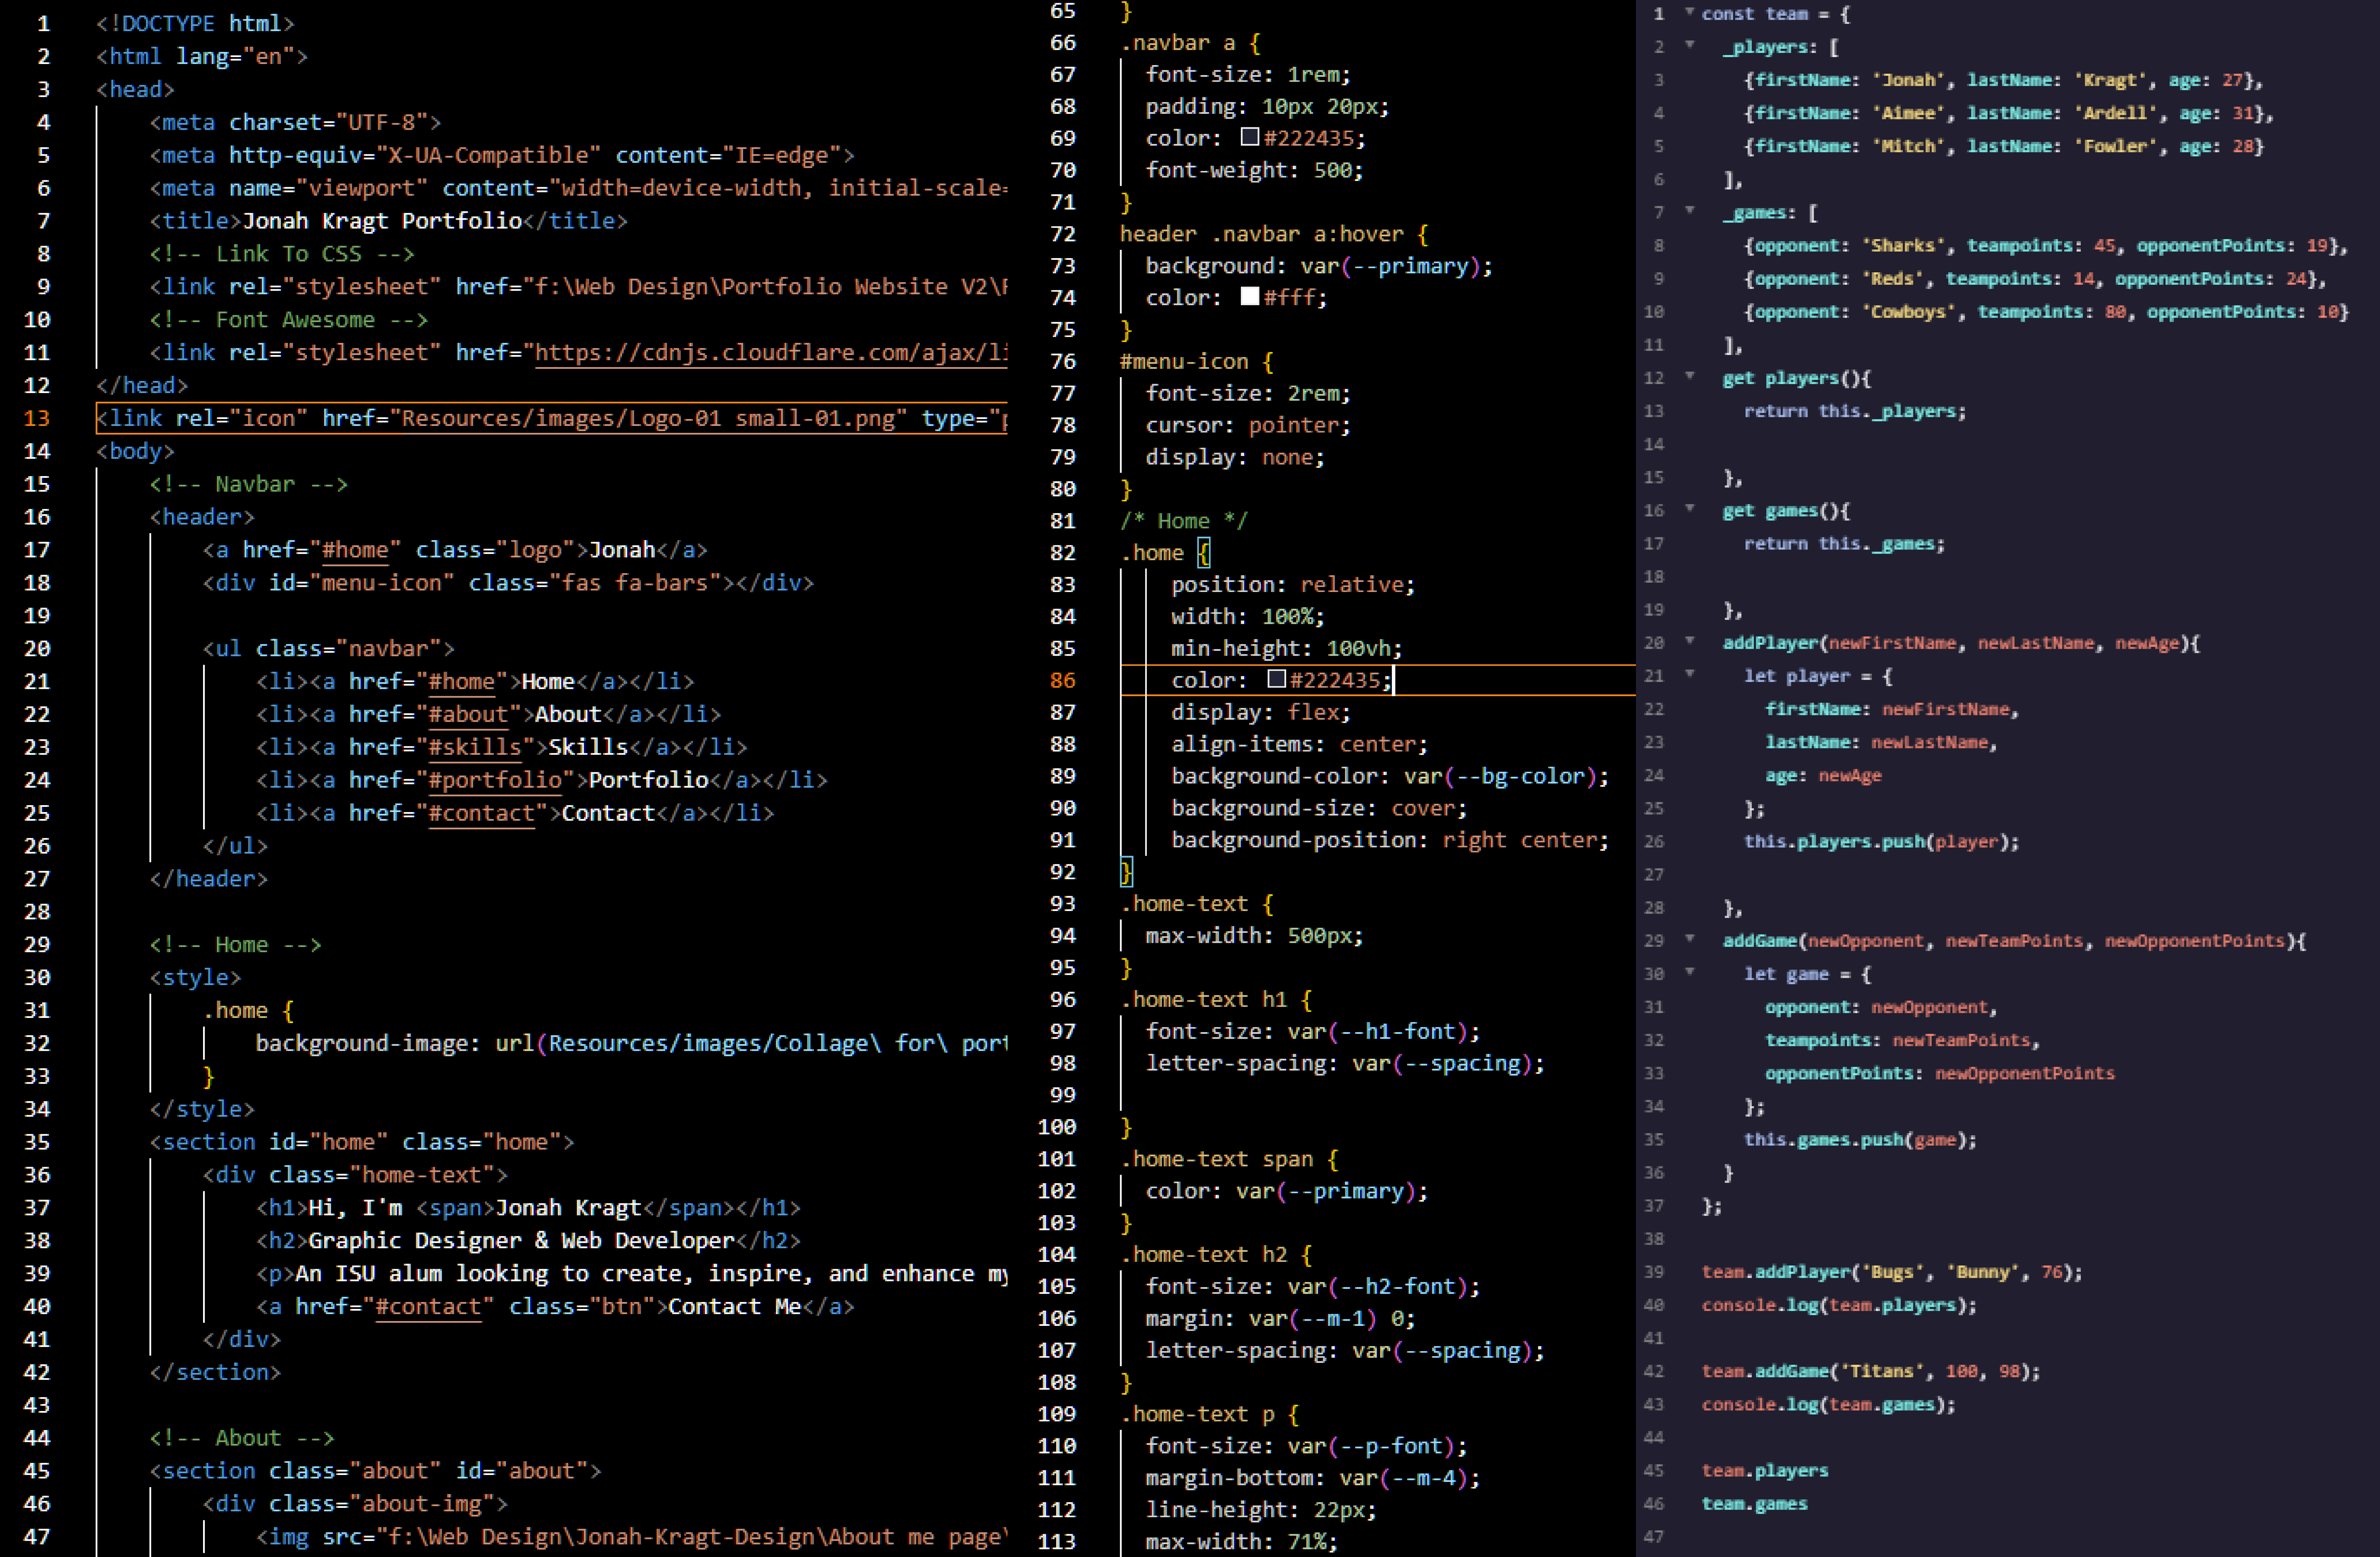 1 <!DOCTYPE html>
2 <html lang="en">
3 <head>
4 <meta charset="UTF-8">
5 <meta http-equiv="X-UA-Compatible" content="IE=edge">
6 <meta name="viewport" content="width=device-width, initial-scale=
7 <title>Jonah Kragt Portfolio</title>
8 <!-- Link To CSS -->
9 <link rel="stylesheet" href="f:\Web Design\Portfolio Website V2\
10 <!-- Font Awesome -->
11 <link rel="stylesheet" href="https://cdnjs.cloudflare.com/ajax/li
12 </head>
13 <link rel="icon" href="Resources/images/Logo-01 small-01.png" type="p
14 <body>
15 <!-- Navbar -->
16 <header>
17 <a href="#home" class="logo">Jonah</a>
18 <div id="menu-icon" class="fas fa-bars"></div>
19
20 <ul class="navbar">
21 <li><a href="#home">Home</a></li>
22 <li><a href="#about">About</a></li>
23 <li><a href="#skills">Skills</a></li>
24 <li><a href="#portfolio">Portfolio</a></li>
25 <li><a href="#contact">Contact</a></li>
26 </ul>
27 </header>
28
29 <!-- Home -->
30 <style>
31 .home {
32 background-image: url(Resources/images/Collage\ for\ port
33 }
34 </style>
35 <section id="home" class="home">
36 <div class="home-text">
37 <h1>Hi, I'm <span>Jonah Kragt</span></h1>
38 <h2>Graphic Designer & Web Developer</h2>
39 <p>An ISU alum looking to create, inspire, and enhance my
40 <a href="#contact" class="btn">Contact Me</a>
41 </div>
42 </section>
43
44 <!-- About -->
45 <section class="about" id="about">
46 <div class="about-img">
47 <img src="f:\Web Design\Jonah-Kragt-Design\About me page\
65 }
66 .navbar a {
67 font-size: 1rem;
68 padding: 10px 20px;
69 color: #222435;
70 font-weight: 500;
71 }
72 header .navbar a:hover {
73 background: var(--primary);
74 color: #fff;
75 }
76 #menu-icon {
77 font-size: 2rem;
78 cursor: pointer;
79 display: none;
80 }
81 /* Home */
82 .home {
83 position: relative;
84 width: 100%;
85 min-height: 100vh;
86 color: #222435;
87 display: flex;
88 align-items: center;
89 background-color: var(--bg-color);
90 background-size: cover;
91 background-position: right center;
92 }
93 .home-text {
94 max-width: 500px;
95 }
96 .home-text h1 {
97 font-size: var(--h1-font);
98 letter-spacing: var(--spacing);
99
100 }
101 .home-text span {
102 color: var(--primary);
103 }
104 .home-text h2 {
105 font-size: var(--h2-font);
106 margin: var(--m-1) 0;
107 letter-spacing: var(--spacing);
108 }
109 .home-text p {
110 font-size: var(--p-font);
111 margin-bottom: var(--m-4);
112 line-height: 22px;
113 max-width: 71%;
1 const team = {
2 _players: [
3 {firstName: 'Jonah', lastName: 'Kragt', age: 27},
4 {firstName: 'Aimee', lastName: 'Ardell', age: 31},
5 {firstName: 'Mitch', lastName: 'Fowler', age: 28}
6 ],
7 _games: [
8 {opponent: 'Sharks', teampoints: 45, opponentPoints: 19},
9 {opponent: 'Reds', teampoints: 14, opponentPoints: 24},
10 {opponent: 'Cowboys', teampoints: 80, opponentPoints: 10}
11 ],
12 get players(){
13 return this._players;
14
15 },
16 get games(){
17 return this._games;
18
19 },
20 addPlayer(newFirstName, newLastName, newAge){
21 let player = {
22 firstName: newFirstName,
23 lastName: newLastName,
24 age: newAge
25 };
26 this.players.push(player);
27
28 },
29 addGame(newOpponent, newTeamPoints, newOpponentPoints){
30 let game = {
31 opponent: newOpponent,
32 teampoints: newTeamPoints,
33 opponentPoints: newOpponentPoints
34 };
35 this.games.push(game);
36 }
37 };
38
39 team.addPlayer('Bugs', 'Bunny', 76);
40 console.log(team.players);
41
42 team.addGame('Titans', 100, 98);
43 console.log(team.games);
44
45 team.players
46 team.games
47